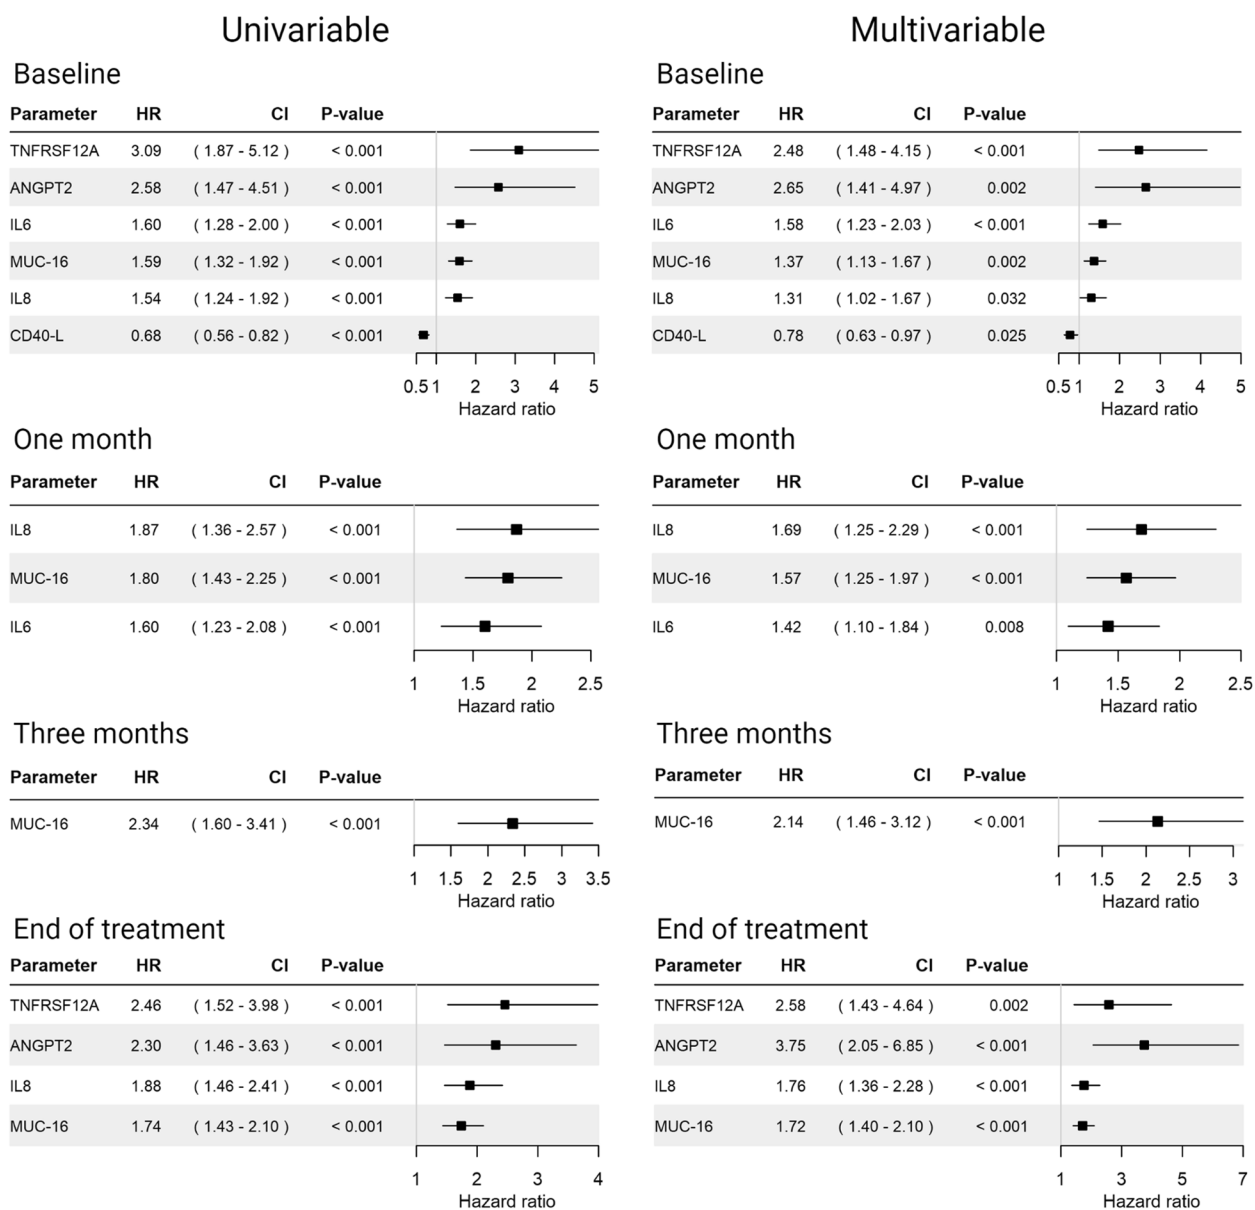 Univariable
Baseline
Parameter HR CI P-value
TNFRSF12A 3.09 ( 1.87 - 5.12 ) < 0.001
ANGPT2 2.58 ( 1.47 - 4.51 ) < 0.001
IL6 1.60 ( 1.28 - 2.00 ) < 0.001
MUC-16 1.59 ( 1.32 - 1.92 ) < 0.001
IL8 1.54 ( 1.24 - 1.92 ) < 0.001
CD40-L 0.68 ( 0.56 - 0.82 ) < 0.001
0.5 1 2 3 4 5
Hazard ratio
One month
Parameter HR CI P-value
IL8 1.87 ( 1.36 - 2.57 ) < 0.001
MUC-16 1.80 ( 1.43 - 2.25 ) < 0.001
IL6 1.60 ( 1.23 - 2.08 ) < 0.001
1 1.5 2 2.5
Hazard ratio
Three months
Parameter HR CI P-value
MUC-16 2.34 ( 1.60 - 3.41 ) < 0.001
1 1.5 2 2.5 3 3.5
Hazard ratio
End of treatment
Parameter HR CI P-value
TNFRSF12A 2.46 ( 1.52 - 3.98 ) < 0.001
ANGPT2 2.30 ( 1.46 - 3.63 ) < 0.001
IL8 1.88 ( 1.46 - 2.41 ) < 0.001
MUC-16 1.74 ( 1.43 - 2.10 ) < 0.001
1 2 3 4
Hazard ratio
Multivariable
Baseline
Parameter HR CI P-value
TNFRSF12A 2.48 ( 1.48 - 4.15 ) < 0.001
ANGPT2 2.65 ( 1.41 - 4.97 ) 0.002
IL6 1.58 ( 1.23 - 2.03 ) < 0.001
MUC-16 1.37 ( 1.13 - 1.67 ) 0.002
IL8 1.31 ( 1.02 - 1.67 ) 0.032
CD40-L 0.78 ( 0.63 - 0.97 ) 0.025
0.5 1 2 3 4 5
Hazard ratio
One month
Parameter HR CI P-value
IL8 1.69 ( 1.25 - 2.29 ) < 0.001
MUC-16 1.57 ( 1.25 - 1.97 ) < 0.001
IL6 1.42 ( 1.10 - 1.84 ) 0.008
1 1.5 2 2.5
Hazard ratio
Three months
Parameter HR CI P-value
MUC-16 2.14 ( 1.46 - 3.12 ) < 0.001
1 1.5 2 2.5 3
Hazard ratio
End of treatment
Parameter HR CI P-value
TNFRSF12A 2.58 ( 1.43 - 4.64 ) 0.002
ANGPT2 3.75 ( 2.05 - 6.85 ) < 0.001
IL8 1.76 ( 1.36 - 2.28 ) < 0.001
MUC-16 1.72 ( 1.40 - 2.10 ) < 0.001
1 3 5 7
Hazard ratio